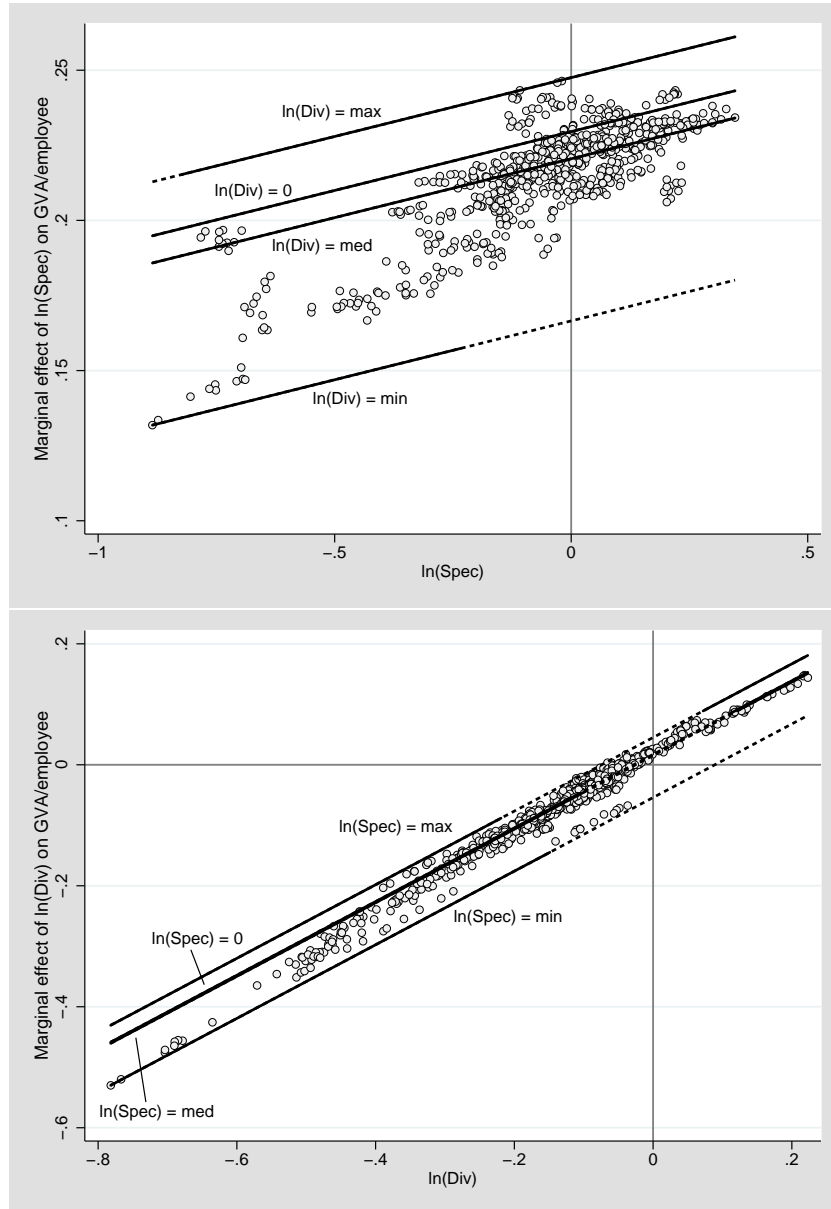 Marginal effect of ln(Spec) on GVA/employee
.25
.2
.15
.1
ln(Div) = max
ln(Div) = 0
ln(Div) = med
ln(Div) = min
−1
−.5
0
.5
ln(Spec)
Marginal effect of ln(Div) on GVA/employee
.2
0
−.2
−.4
−.6
ln(Spec) = max
ln(Spec) = min
ln(Spec) = 0
ln(Spec) = med
−.8
−.6
−.4
−.2
0
.2
ln(Div)